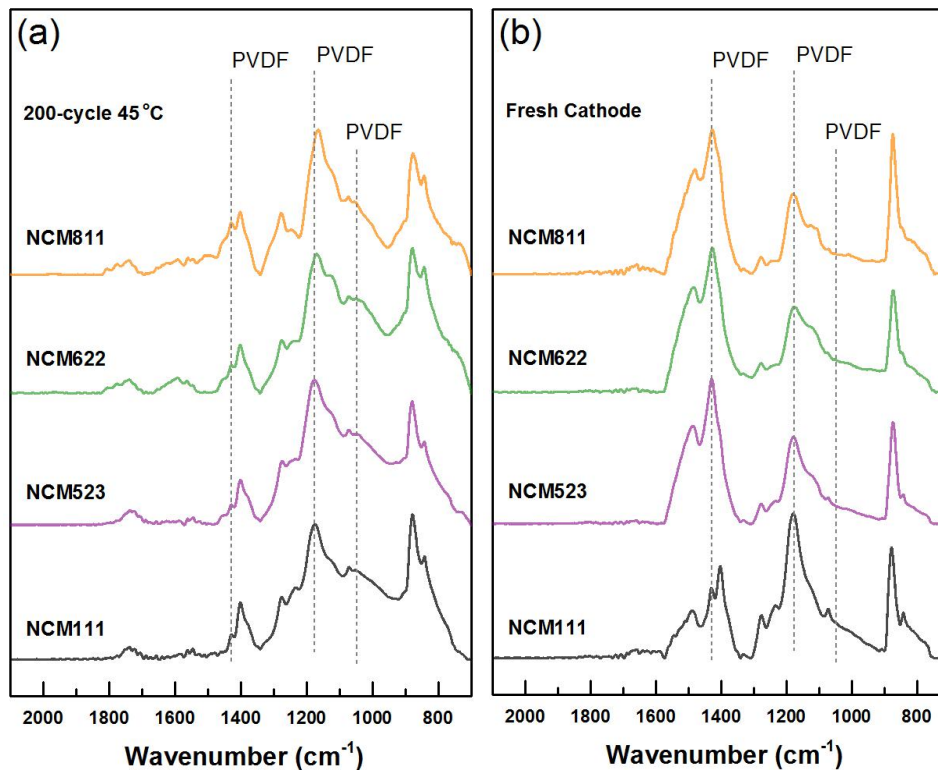 (a)
PVDF
PVDF
PVDF
200-cycle 45 °C
NCM811
NCM622
NCM523
NCM111
2000 1800 1600 1400 1200 1000 800
Wavenumber (cm-1)
(b)
PVDF
PVDF
PVDF
Fresh Cathode
NCM811
NCM622
NCM523
NCM111
2000 1800 1600 1400 1200 1000 800
Wavenumber (cm-1)